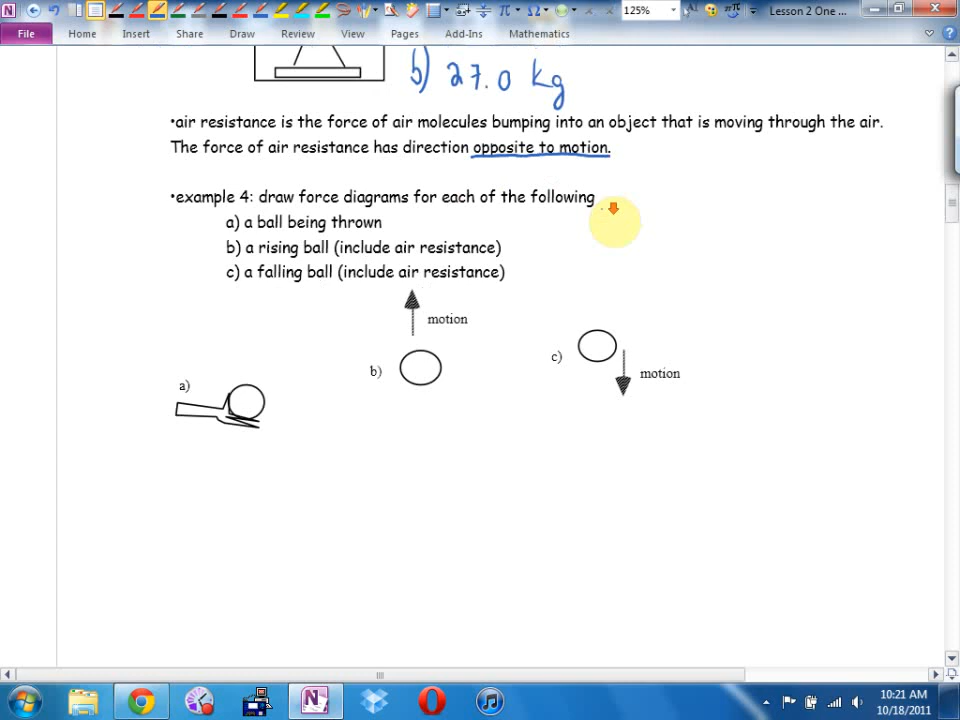 125%
Lesson 2 One ...
File Home Insert Share Draw Review View Pages Add-Ins Mathematics
b) 27.0 kg
•air resistance is the force of air molecules bumping into an object that is moving through the air.
The force of air resistance has direction opposite to motion.
•example 4: draw force diagrams for each of the following
a) a ball being thrown
b) a rising ball (include air resistance)
c) a falling ball (include air resistance)
motion
c)
b)
motion
a)
10:21 AM
10/18/2011